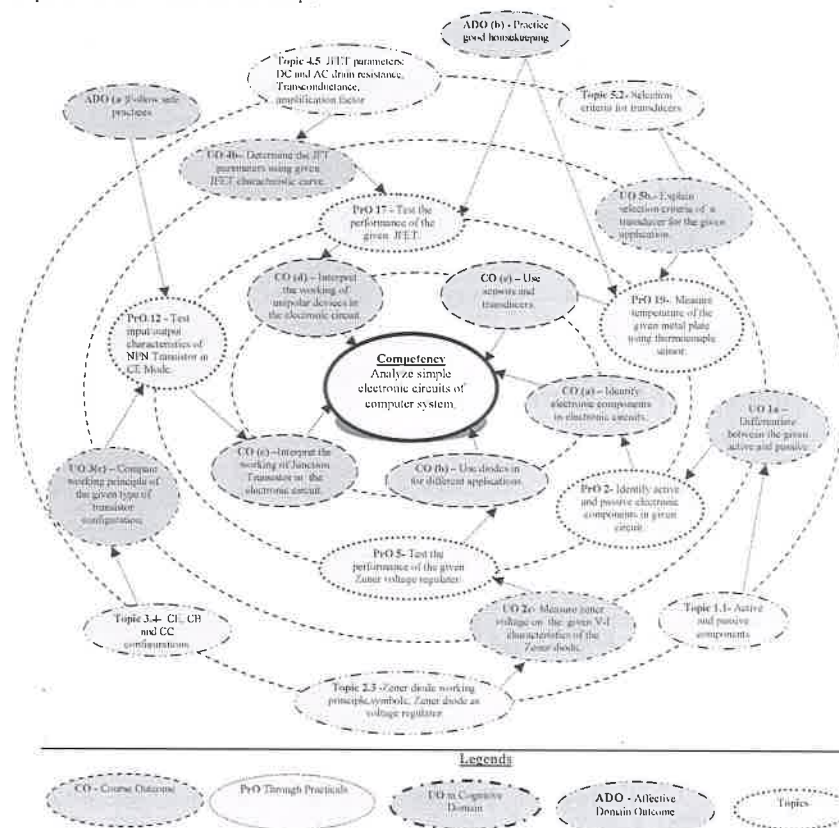 ADO (b) - Practice
good housekeeping
Topic 4.5 JFET parameters:
DC and AC drain resistance,
Transconductance,
amplification factor
Topic 5.2- Selection
criteria for transducers
ADO (a) Follow safe
practices
UO 4b– Determine the JFET
parameters using given
JFET characteristic curve.
UO 5b– Explain
selection criteria of a
transducer for the given
application.
PrO 17 - Test the
performance of the
given JFET.
CO (d) – Interpret
the working of
unipolar devices in
the electronic circuit
CO (e) – Use
sensors and
transducers.
PrO 19- Measure
temperature of the
given metal plate
using thermocouple
sensor.
PrO 12 - Test
input/output
characteristics of
NPN Transistor in
CE Mode.
Competency
Analyze simple
electronic circuits of
computer system.
CO (a) – Identify
electronic components
in electronic circuits.
UO 1a –
Differentiate
between the given
active and passive
UO 3(c) – Compare
working principle of
the given type of
transistor
configuration.
CO (c) –Interpret the
working of Junction
Transistor in the
electronic circuit.
CO (b) – Use diodes in
for different applications.
PrO 2- Identify active
and passive electronic
components in given
circuit.
PrO 5- Test the
performance of the given
Zener voltage regulater.
UO 2c- Measure zener
voltage on the given V-I
characteristics of the
Zener diode.
Topic 3.4- CE, CB
and CC
configurations
Topic 1.1- Active
and passive
components
Topic 2.3 -Zener diode working
principle, symbols, Zener diode as
voltage regulator
Legends
CO - Course Outcome
PrO Through Practicals
UO in Cognitive
Domain
ADO - Affective
Domain Outcome
Topics